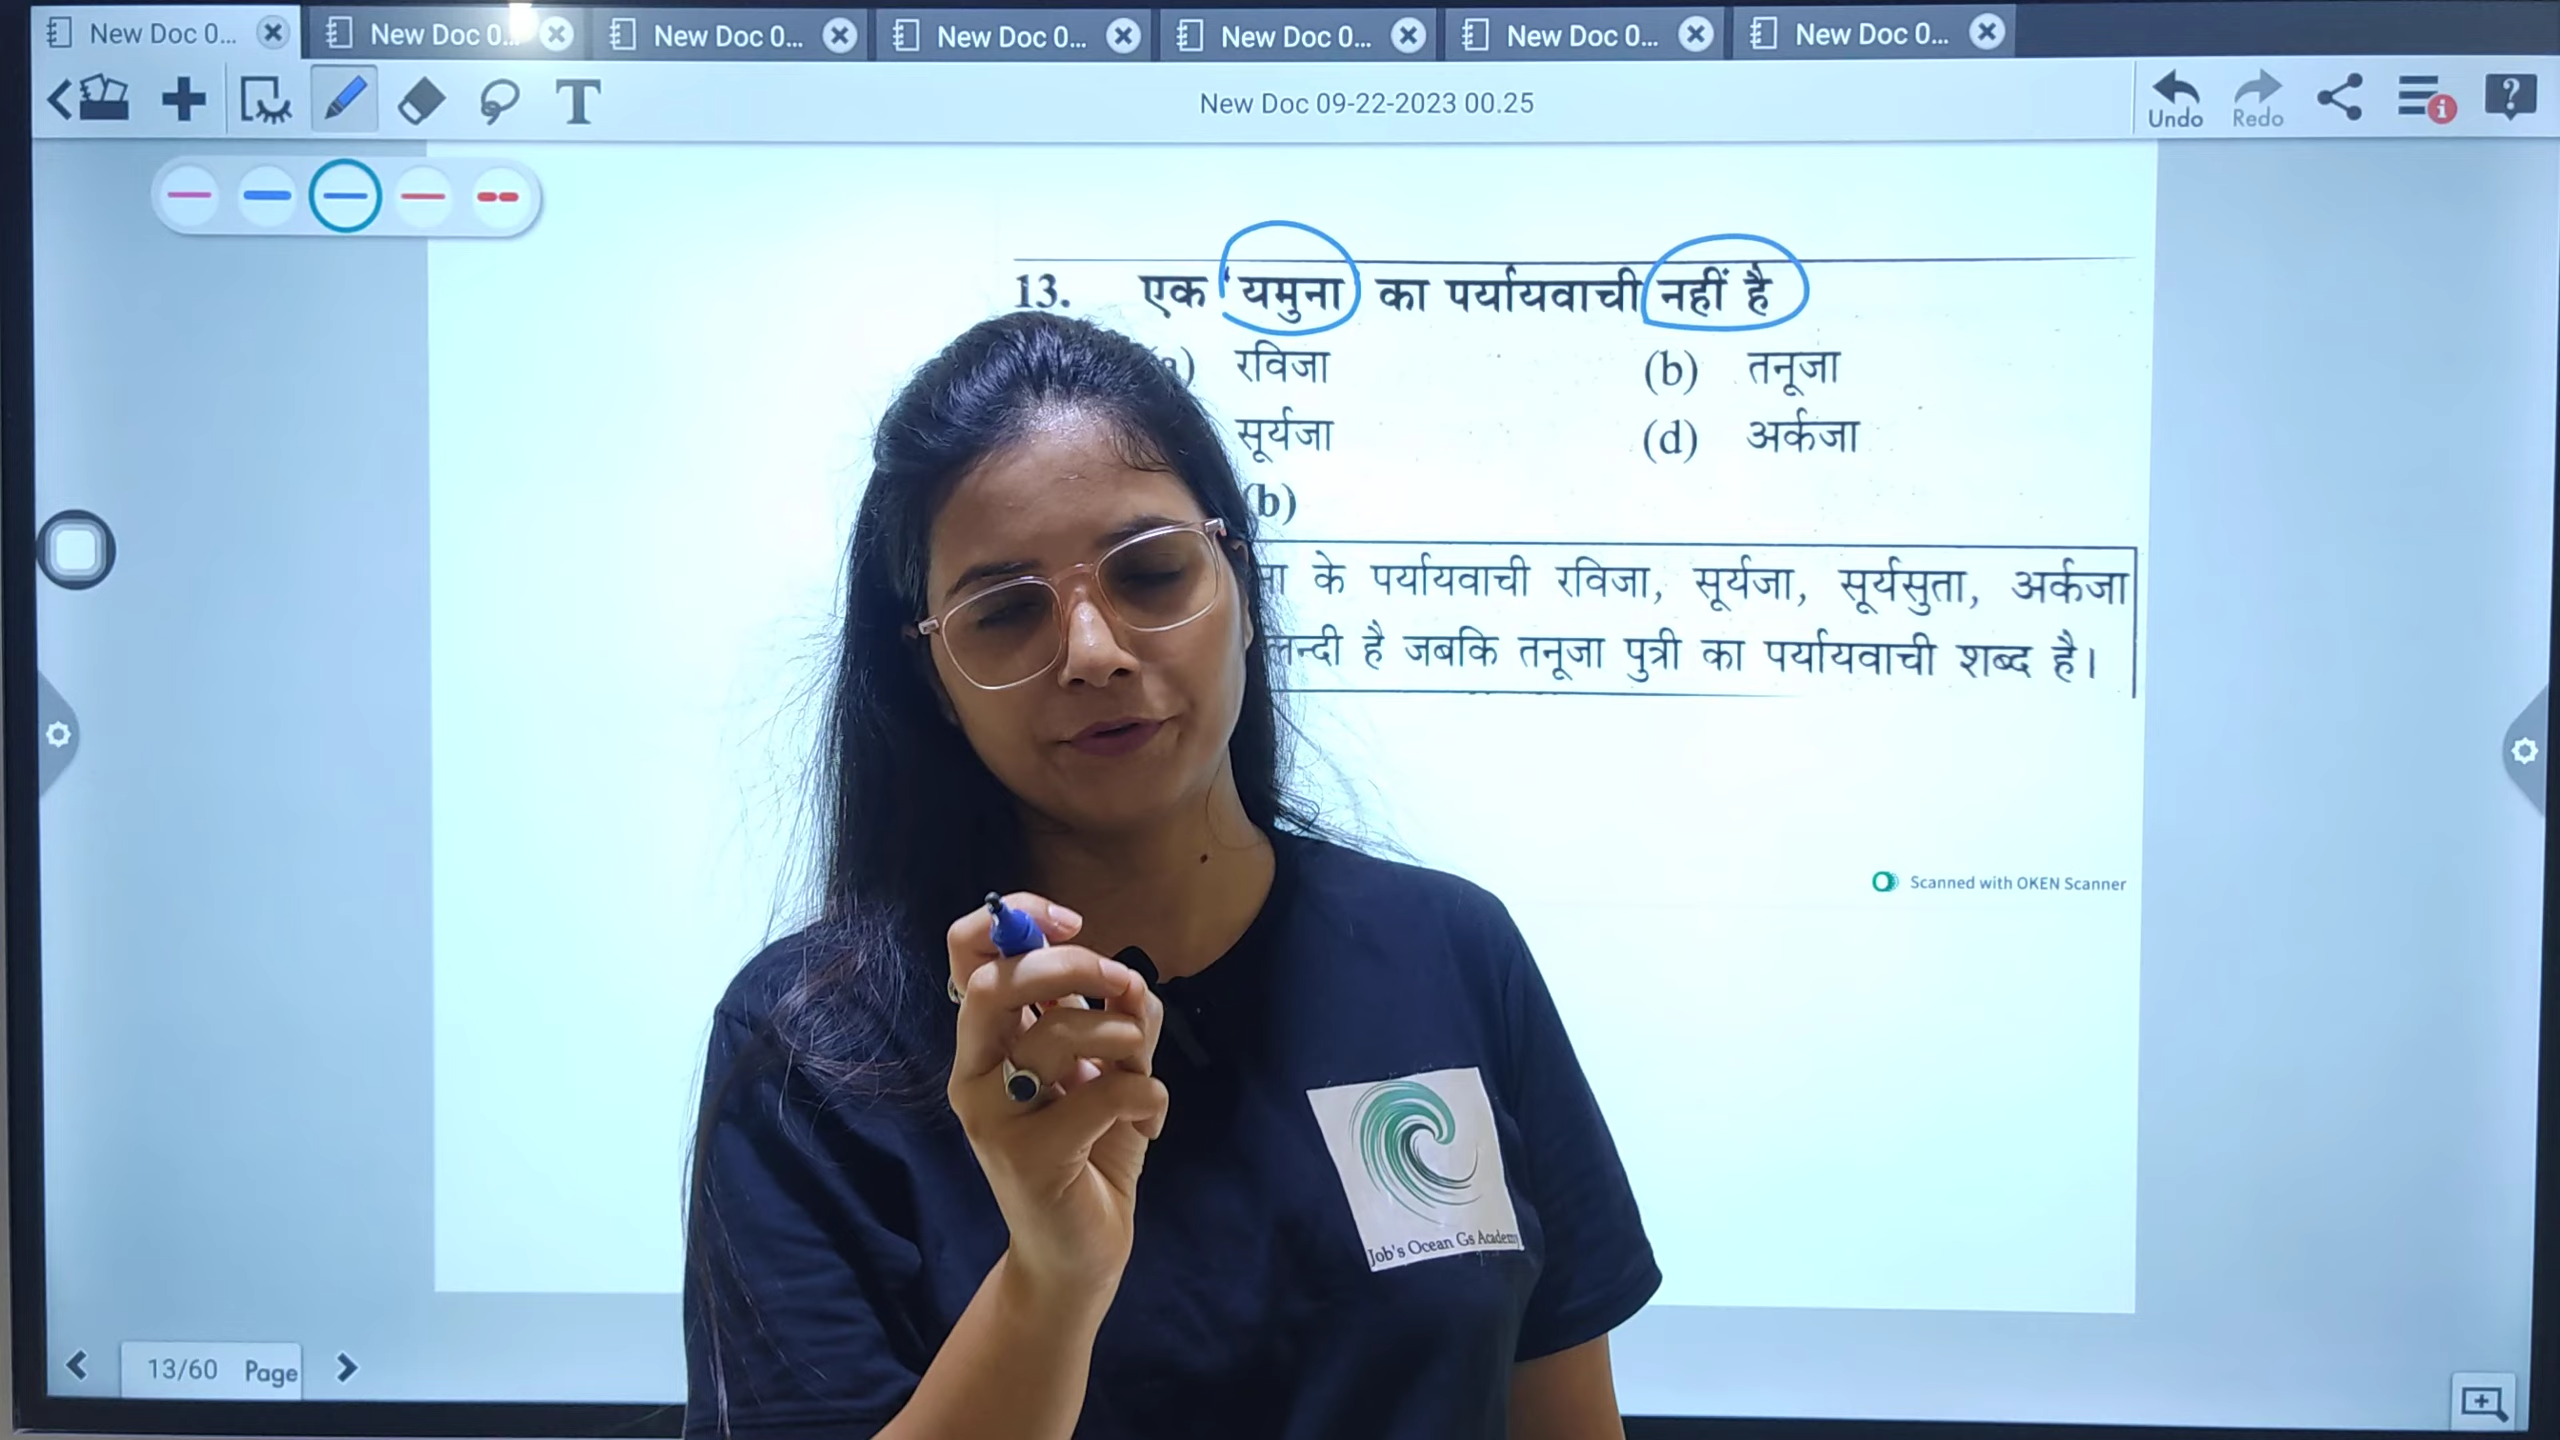 New Doc 0... New Doc 0... New Doc 0... New Doc 0... New Doc 0... New Doc 0... New Doc 0...
T
New Doc 09-22-2023 00.25
Undo Redo
13. एक 'यमुना' का पर्यायवाची नहीं है
(a) रविजा (b) तनूजा
सूर्यजा (d) अर्कजा
(b)
के पर्यायवाची रविजा, सूर्यजा, सूर्यसुता, अर्कजा
है जबकि तनूजा पुत्री का पर्यायवाची शब्द है।
Scanned with OKEN Scanner
Job's Ocean Gs Academy
13/60 Page